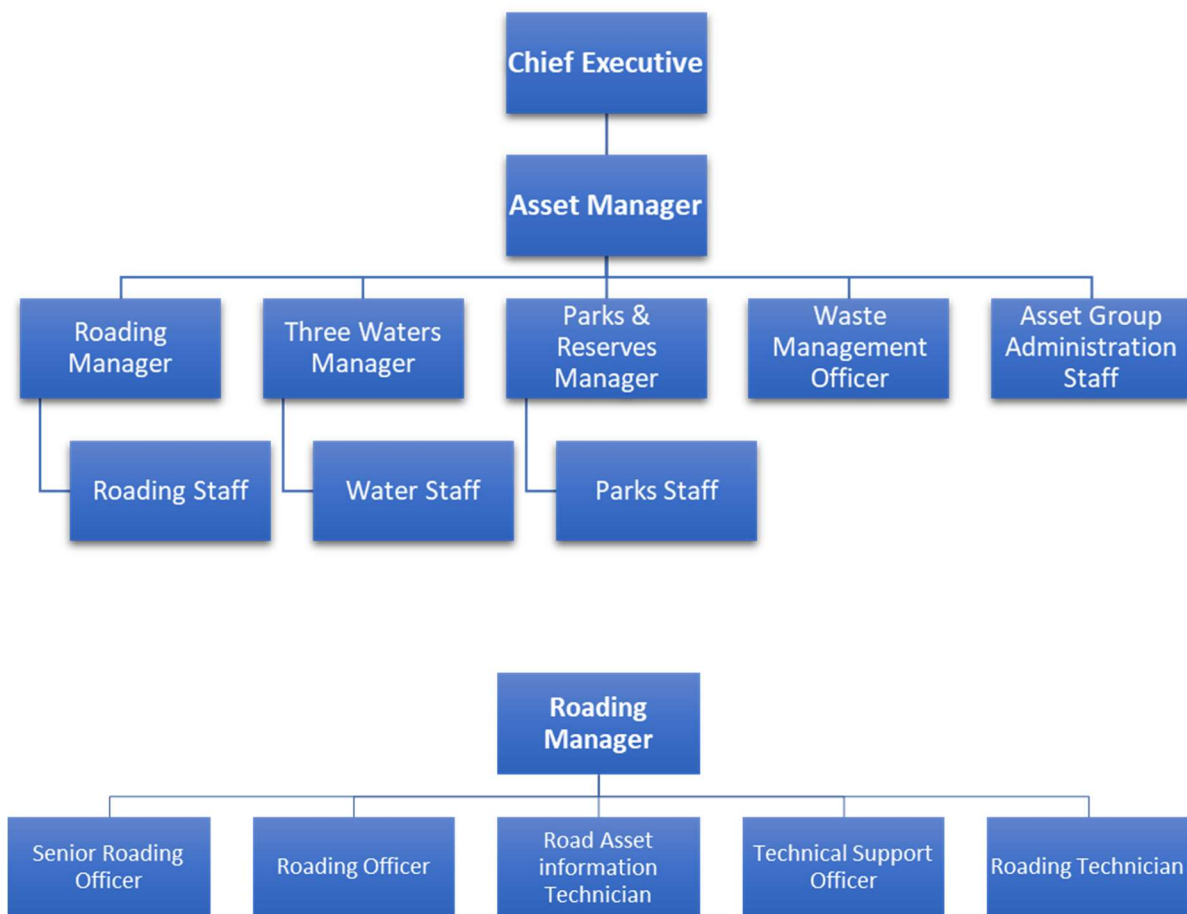 Chief Executive
Asset Manager
Roading
Manager
Three Waters
Manager
Parks &
Reserves
Manager
Waste
Management
Officer
Asset Group
Administration
Staff
Roading Staff
Water Staff
Parks Staff
Roading
Manager
Senior Roading
Officer
Roading Officer
Road Asset
information
Technician
Technical Support
Officer
Roading Technician